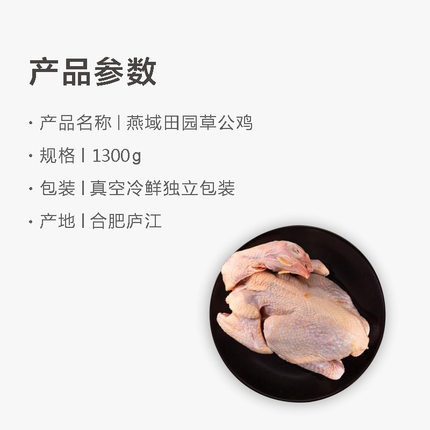 产品参数
· 产品名称 | 燕域田园草公鸡
· 规格 | 1300g
· 包装 | 真空冷鲜独立包装
· 产地 | 合肥庐江